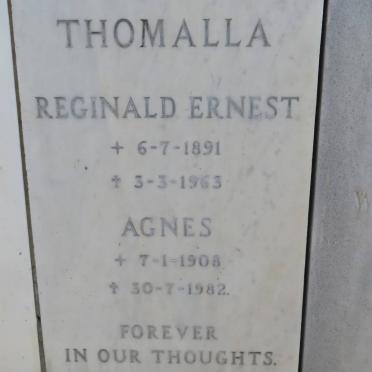 THOMALLA
REGINALD ERNEST
+ 6-7-1891
✝ 3-3-1963
AGNES
+ 7-1-1908
✝ 30-7-1982.
FOREVER
IN OUR THOUGHTS.